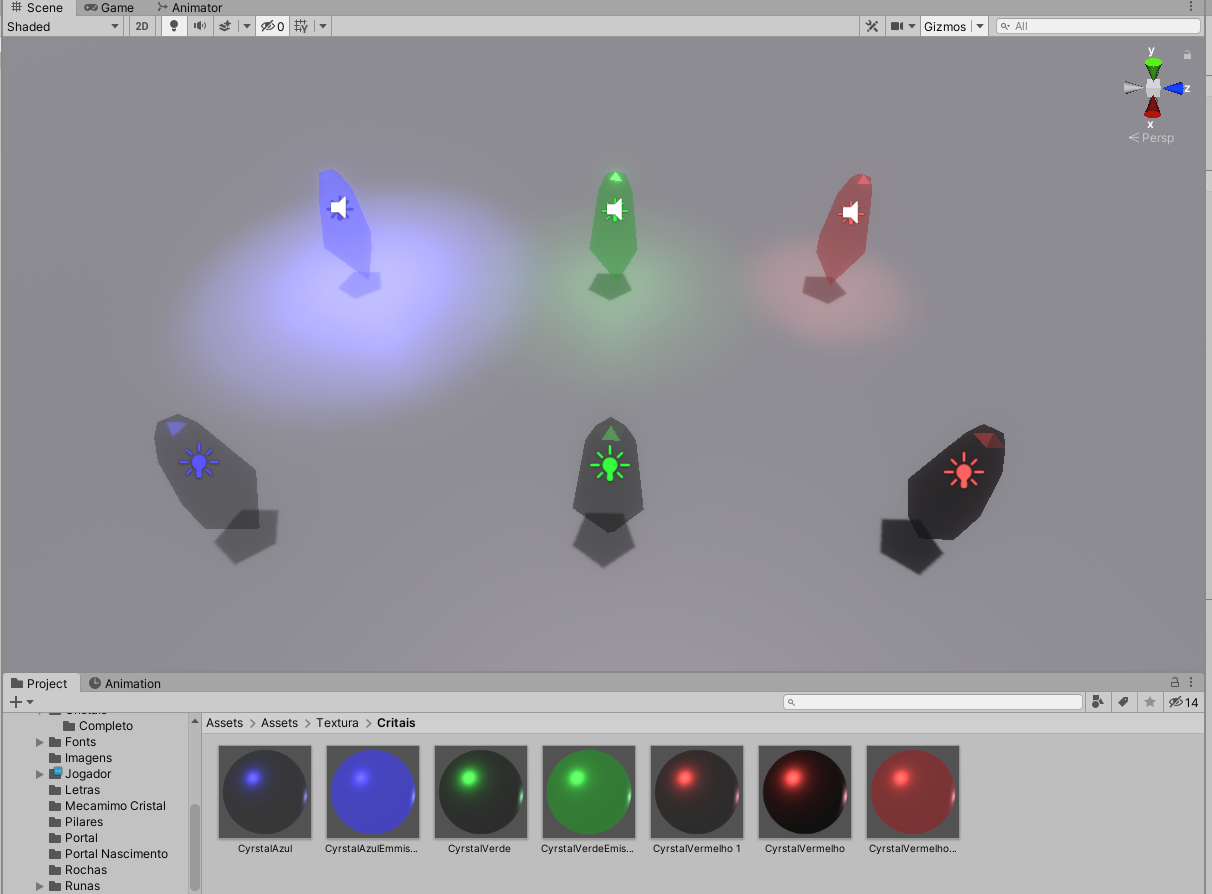 Scene Game Animator
Shaded 2D 0 Gizmos All
y
z
x
Persp
Project Animation
14
Assets > Assets > Textura > Critais
Completo
Fonts
Imagens
Jogador
Letras
Mecamimo Cristal
Pilares
Portal
Portal Nascimento
Rochas
Runas
CyrstalAzul CyrstalAzulEmmis... CyrstalVerde CyrstalVerdeEmis... CyrstalVermelho 1 CyrstalVermelho CyrstalVermelho...